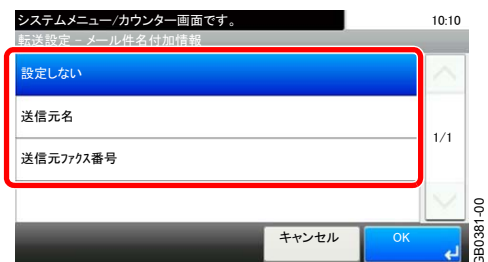 システムメニュー/カウンター画面です。 10:10
転送設定 - メール件名付加情報
設定しない
送信元名
1/1
送信元ファクス番号
キャンセル OK
GB0381-00